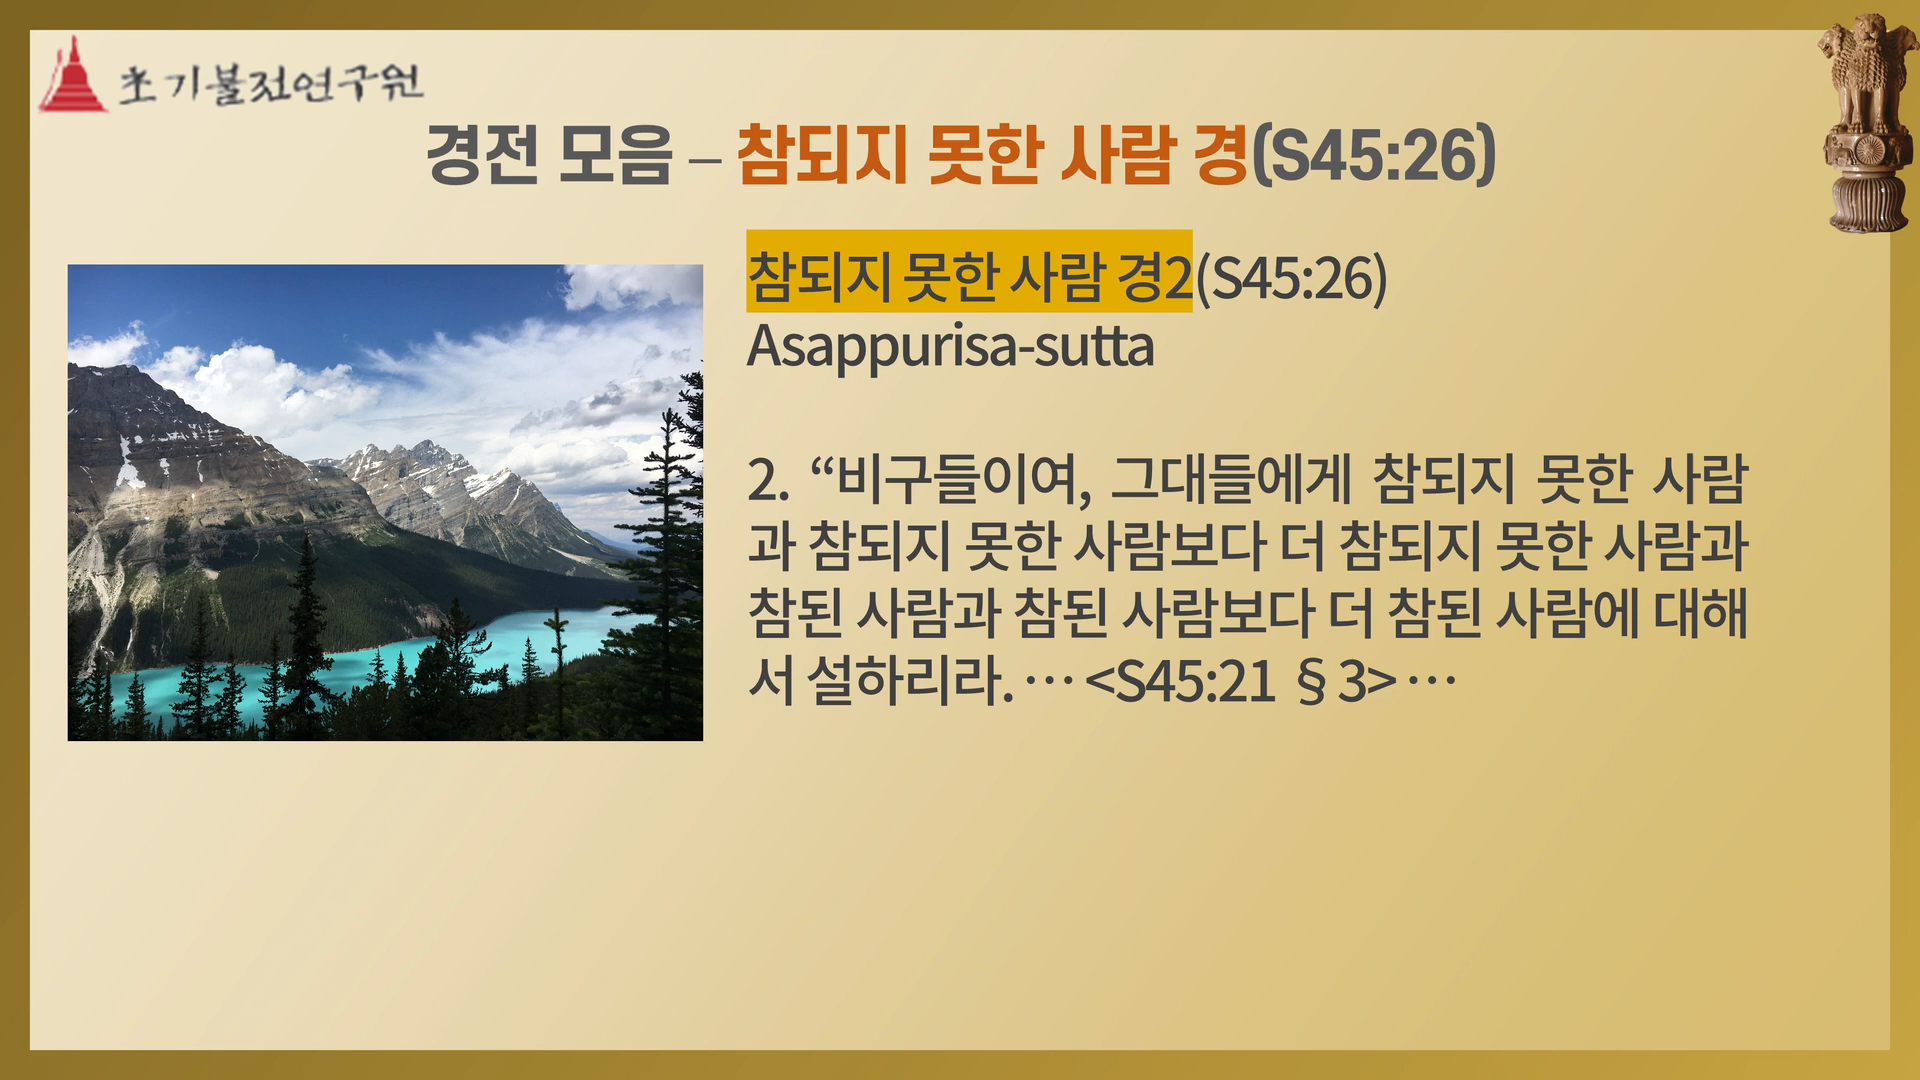 초기불전연구원
경전 모음 – 참되지 못한 사람 경(S45:26)
참되지 못한 사람 경2(S45:26)
Asappurisa-sutta
2. “비구들이여, 그대들에게 참되지 못한 사람
과 참되지 못한 사람보다 더 참되지 못한 사람과
참된 사람과 참된 사람보다 더 참된 사람에 대해
서 설하리라. … <S45:21 §3> …